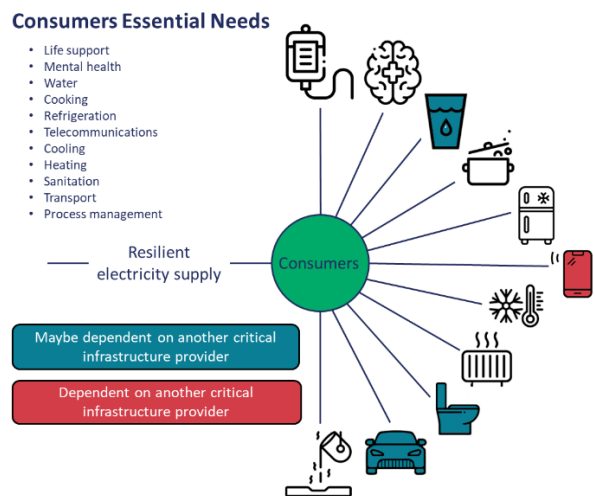 Consumers Essential Needs
• Life support
• Mental health
• Water
• Cooking
• Refrigeration
• Telecommunications
• Cooling
• Heating
• Sanitation
• Transport
• Process management
Resilient
electricity supply
Consumers
Maybe dependent on another critical
infrastructure provider
Dependent on another critical
infrastructure provider